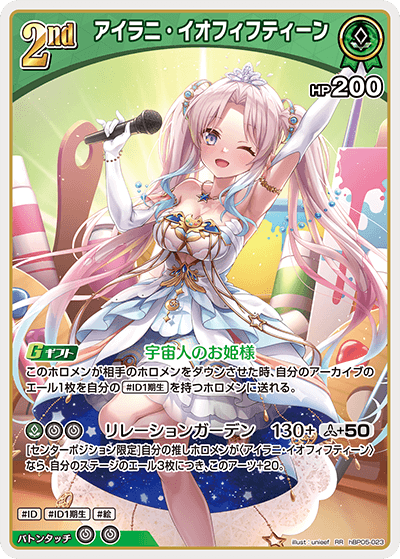 2nd
アイラニ・イオフィフティーン
HP200
Gギフト 宇宙人のお姫様
このホロメンが相手のホロメンをダウンさせた時、自分のアーカイブの
エール1枚を自分の #ID1期生 を持つホロメンに送れる。
リレーションガーデン 130+ +50
[センターポジション限定]自分の推しホロメンが〈アイラニ・イオフィフティーン〉
なら、自分のステージのエール3枚につき、このアーツ+20。
#ID #ID1期生 #絵
バトンタッチ
illust : unleef RR hBP05-023